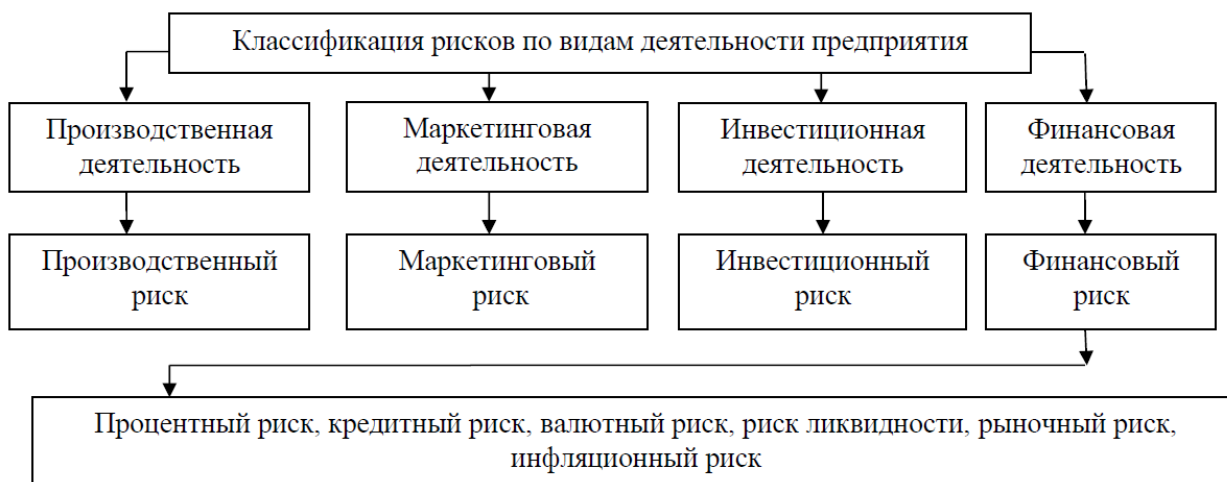 Классификация рисков по видам деятельности предприятия
Производственная
деятельность
Маркетинговая
деятельность
Инвестиционная
деятельность
Финансовая
деятельность
Производственный
риск
Маркетинговый
риск
Инвестиционный
риск
Финансовый
риск
Процентный риск, кредитный риск, валютный риск, риск ликвидности, рыночный риск,
инфляционный риск